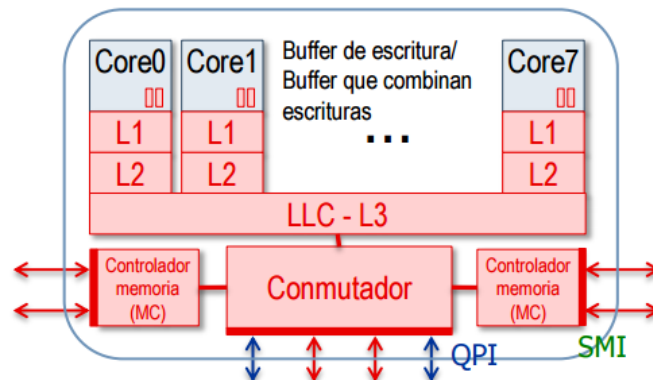 Core0
Core1
Buffer de escritura/
Buffer que combinan
escrituras
...
Core7
L1
L1
L1
L2
L2
L2
LLC - L3
Controlador
memoria
(MC)
Conmutador
Controlador
memoria
(MC)
QPI
SMI